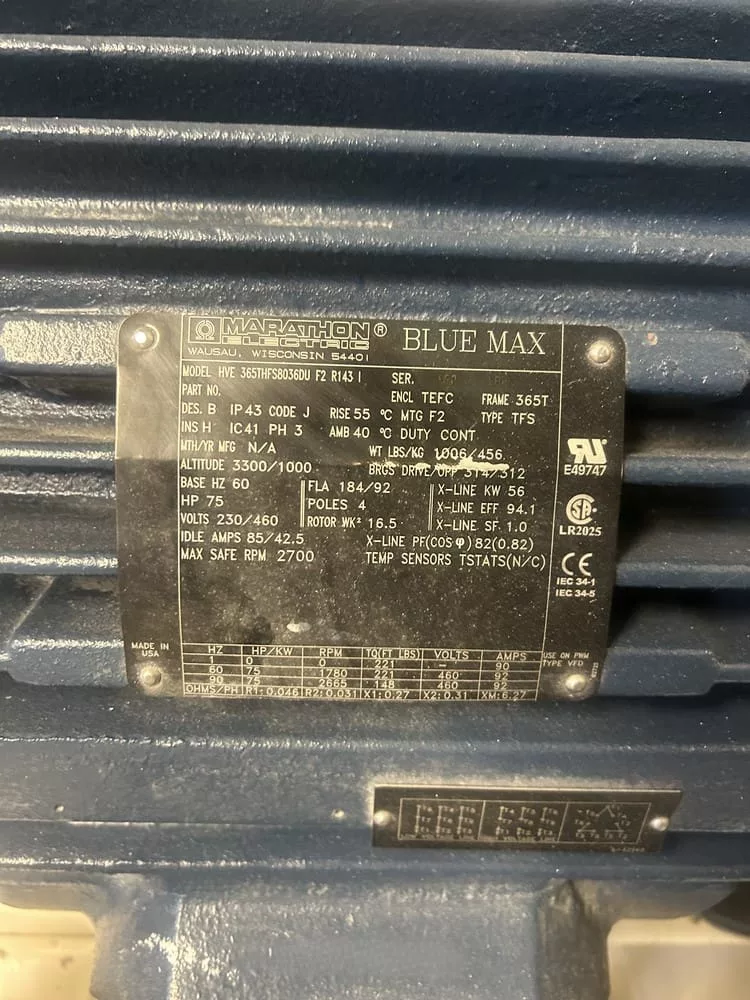 MARATHON ® BLUE MAX
ELECTRIC
WAUSAU, WISCONSIN 54401
MODEL HVE 365THFS8036DU F2 R143 I SER.
PART NO. ENCL TEFC FRAME 365T
DES. B IP 43 CODE J RISE 55 °C MTG F2 TYPE TFS
INS H IC41 PH 3 AMB 40 °C DUTY CONT
MTH/YR MFG N/A WT LBS/KG 1006/456
ALTITUDE 3300/1000 BRGS DRIVE/OPP 314/312
BASE HZ 60 FLA 184/92 X-LINE KW 56
HP 75 POLES 4 X-LINE EFF 94.1
VOLTS 230/460 ROTOR WK² 16.5 X-LINE SF 1.0
IDLE AMPS 85/42.5 X-LINE PF(COS φ) 82(0.82)
MAX SAFE RPM 2700 TEMP SENSORS TSTATS(N/C)
E49747
LR2025
CE
IEC 34-1
IEC 34-5
MADE IN
USA
HZ HP/KW RPM TQ(FT LBS) VOLTS AMPS
1 0 0 221 - 90
60 75 1780 221 460 92
90 75 2665 148 460 92
OHMS/PH R1: 0.046 R2: 0.031 X1: 0.27 X2: 0.31 XM: 6.27
USE ON PWM
TYPE VFD